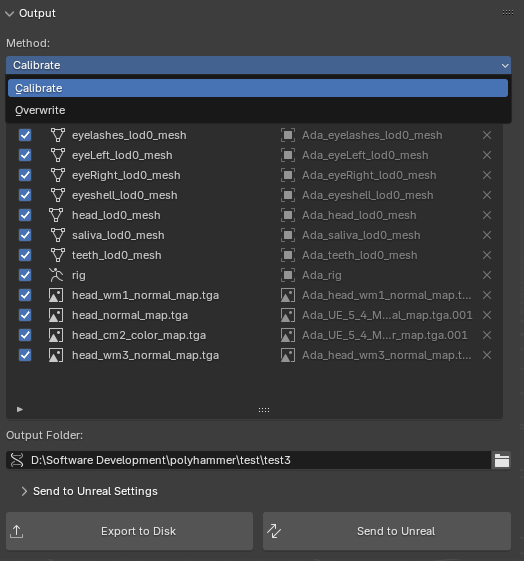 Output
Method:
Calibrate
Calibrate
Overwrite
eyelashes_lod0_mesh Ada_eyelashes_lod0_mesh
eyeLeft_lod0_mesh Ada_eyeLeft_lod0_mesh
eyeRight_lod0_mesh Ada_eyeRight_lod0_mesh
eyeshell_lod0_mesh Ada_eyeshell_lod0_mesh
head_lod0_mesh Ada_head_lod0_mesh
saliva_lod0_mesh Ada_saliva_lod0_mesh
teeth_lod0_mesh Ada_teeth_lod0_mesh
rig Ada_rig
head_wm1_normal_map.tga Ada_head_wm1_normal_map.t...
head_normal_map.tga Ada_UE_5_4_M...al_map.tga.001
head_cm2_color_map.tga Ada_UE_5_4_M...r_map.tga.001
head_wm3_normal_map.tga Ada_head_wm3_normal_map.t...
Output Folder:
D:\Software Development\polyhammer\test\test3
Send to Unreal Settings
Export to Disk Send to Unreal